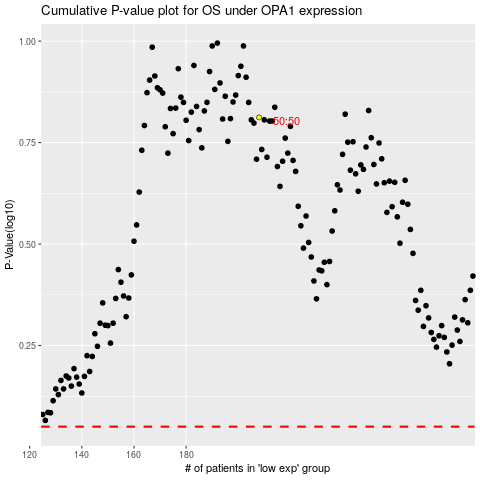 Cumulative P-value plot for OS under OPA1 expression
1.00
0.75
0.50
0.25
P-Value(log10)
50:50
120 140 160 180
# of patients in 'low exp' group